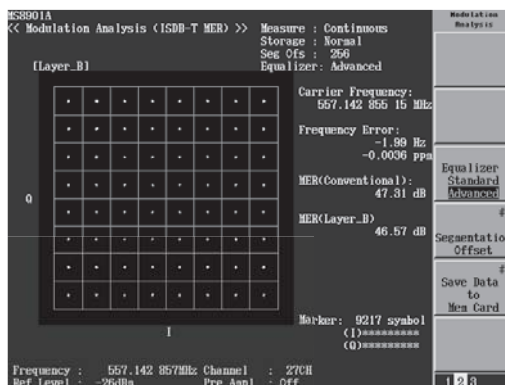 MS8901A
<< Modulation Analysis (ISDB-T MER) >>
Measure : Continuous
Storage : Normal
Seg Ofs : 256
Equalizer: Advanced
[Layer_B]
Carrier Frequency:
557.142 855 15 MHz
Frequency Error:
-1.99 Hz
-0.0036 ppm
MER(Conventional):
47.31 dB
MER(Layer_B)
46.57 dB
Q
I
Marker: 9217 symbol
(I)*********
(Q)*********
Frequency : 557.142 857MHz Channel : 27CH
Ref Level : -26dBm Pre Ampl : Off
Modulation
Analysis
Equalizer
Standard
Advanced
#
Segmentatio
Offset
#
Save Data
to
Mem Card
1 2 3